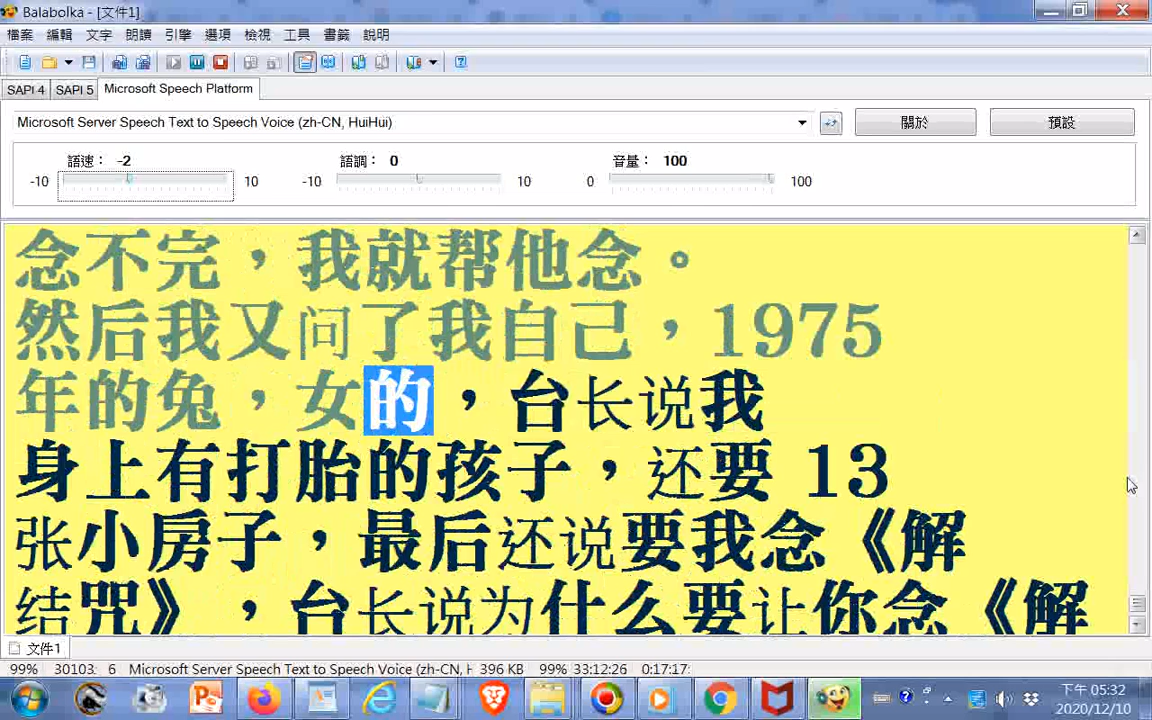 Balabolka - [文件1]
檔案 編輯 文字 朗讀 引擎 選項 檢視 工具 書籤 說明
SAPI 4 SAPI 5 Microsoft Speech Platform
Microsoft Server Speech Text to Speech Voice (zh-CN, HuiHui) 關於 預設
語速： -2 語調： 0 音量： 100
-10 10 -10 10 0 100
念不完，我就帮他念。
然后我又问了我自己，1975
年的兔，女的，台长说我
身上有打胎的孩子，还要 13
张小房子，最后还说要我念《解
结咒》，台长说为什么要让你念《解
文件1
99% 30103 6 Microsoft Server Speech Text to Speech Voice (zh-CN, H 396 KB 99% 33:12:26 0:17:17:
下午 05:32
2020/12/10